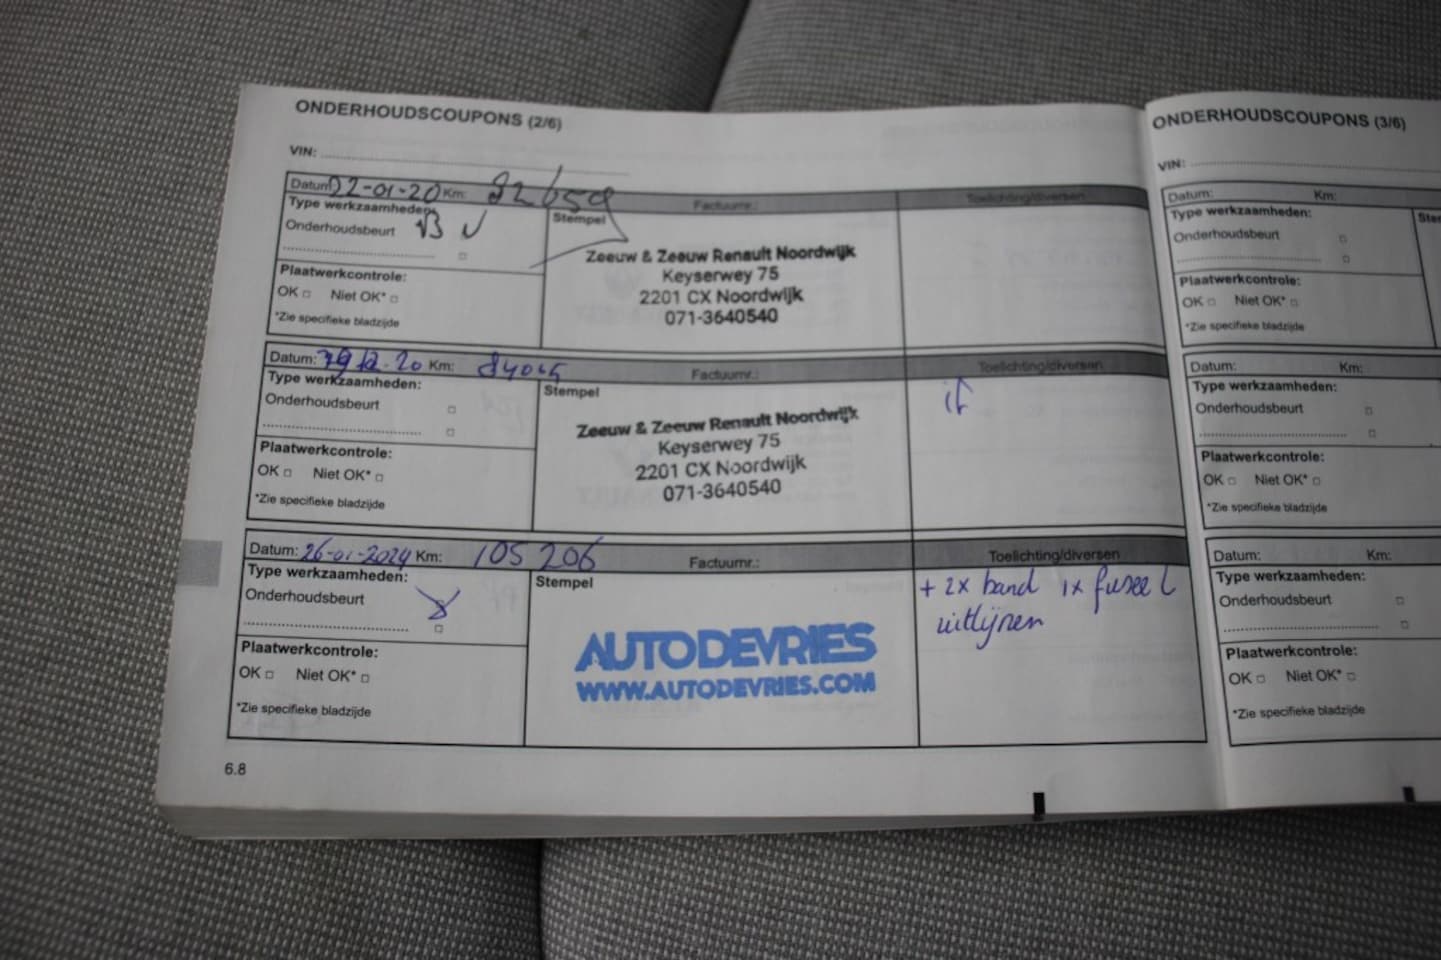 ONDERHOUDSCOUPONS (2/6)
VIN:
Datum: 22-01-20 Km: 82659 Factuurnr.: Toelichting/diversen
Type werkzaamheden:
Onderhoudsbeurt B
Stempel
Zeeuw & Zeeuw Renault Noordwijk
Keyserwey 75
2201 CX Noordwijk
071-3640540
Plaatwerkcontrole:
OK Niet OK*
*Zie specifieke bladzijde
Datum: 12-20 Km: Factuurnr.: Toelichting/diversen
Type werkzaamheden:
Onderhoudsbeurt
Stempel
Zeeuw & Zeeuw Renault Noordwijk
Keyserwey 75
2201 CX Noordwijk
071-3640540
Plaatwerkcontrole:
OK Niet OK*
*Zie specifieke bladzijde
Datum: 26-01-2024 Km: 105206 Factuurnr.: Toelichting/diversen
Type werkzaamheden:
Onderhoudsbeurt
Stempel
AUTODEVRIES
WWW.AUTODEVRIES.COM
+ 2x band 1x fusee L
uitlijnen
Plaatwerkcontrole:
OK Niet OK*
*Zie specifieke bladzijde
6.8
ONDERHOUDSCOUPONS (3/6)
VIN:
Datum: Km:
Type werkzaamheden:
Onderhoudsbeurt
Plaatwerkcontrole:
OK Niet OK*
*Zie specifieke bladzijde
Datum: Km:
Type werkzaamheden:
Onderhoudsbeurt
Plaatwerkcontrole:
OK Niet OK*
*Zie specifieke bladzijde
Datum: Km:
Type werkzaamheden:
Onderhoudsbeurt
Plaatwerkcontrole:
OK Niet OK*
*Zie specifieke bladzijde